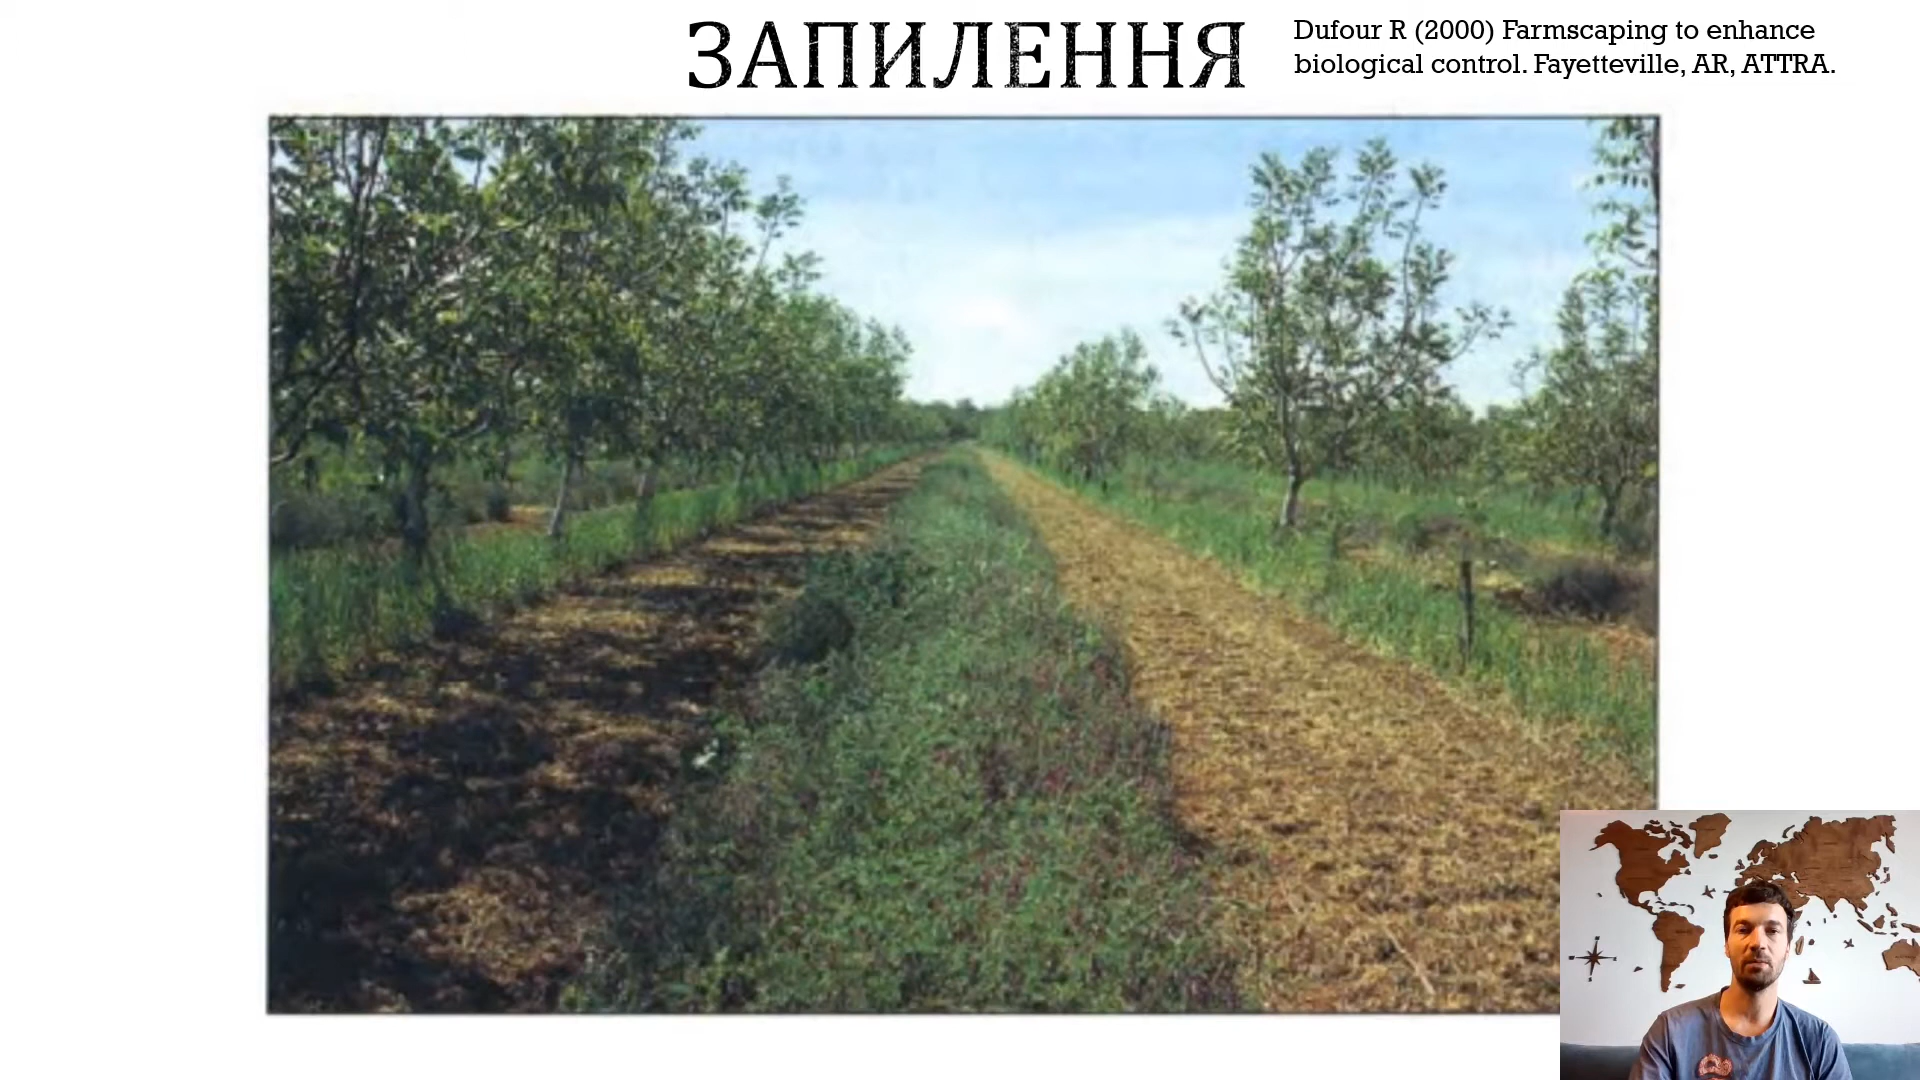 ЗАПИЛЕННЯ
Dufour R (2000) Farmscaping to enhance
biological control. Fayetteville, AR, ATTRA.